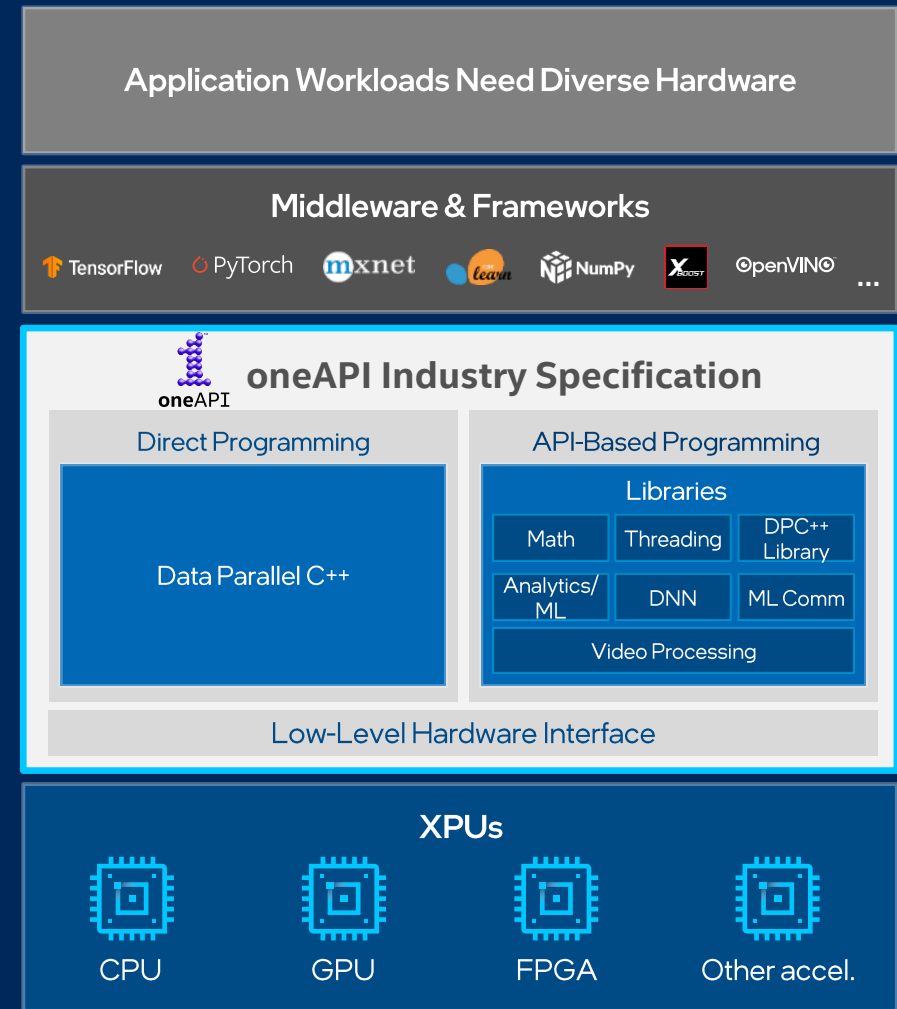 Application Workloads Need Diverse Hardware
Middleware & Frameworks
TensorFlow
PyTorch
mxnet
learn
NumPy
XBOOST
OpenVINO
...
oneAPI
oneAPI Industry Specification
Direct Programming
Data Parallel C++
API-Based Programming
Libraries
Math
Threading
DPC++
Library
Analytics/
ML
DNN
ML Comm
Video Processing
Low-Level Hardware Interface
XPUs
CPU
GPU
FPGA
Other accel.